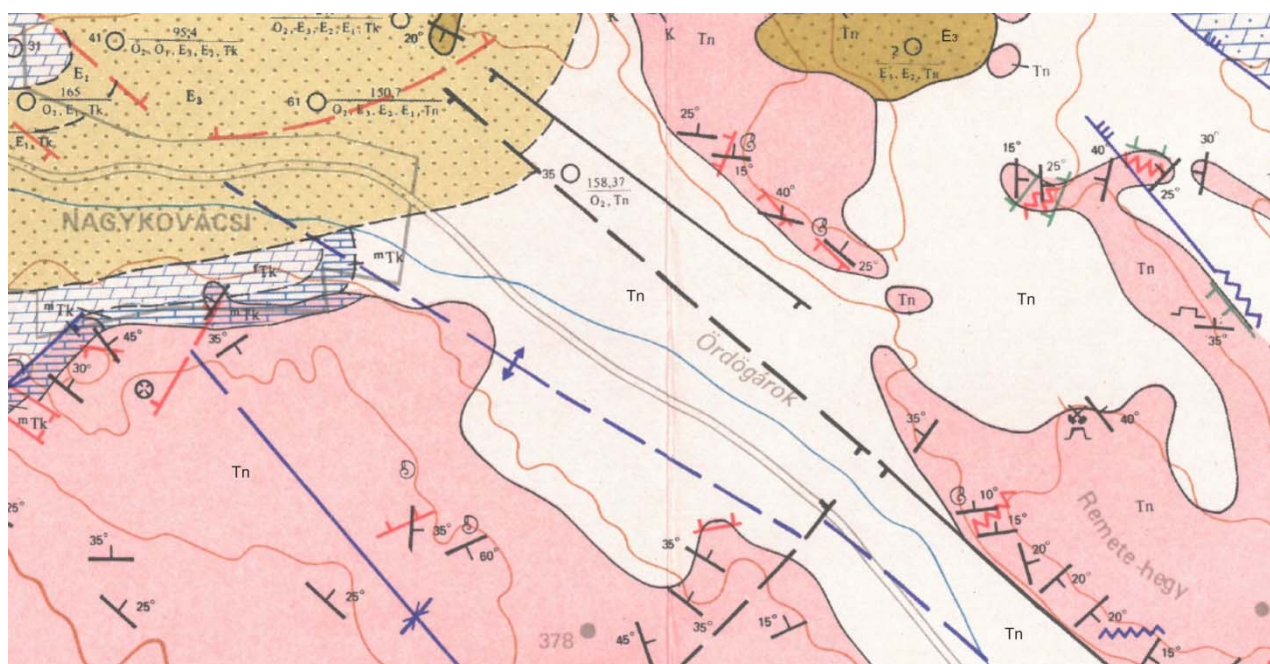 95,4
O₂, O₁, E₃, E₂, Tk
41
31
O₂, E₃, E₂, E₁, Tk
20°
K
K
Tn
Tn
E₃
?
E₁, E₂, Tn
Tn
E₂
E₃
165
O₂, E₁, Tk
61
150,7
O₂, E₃, E₂, E₁, Tn
E₁, Tk
25°
15°
40°
25°
35
158,37
O₂, Tn
15°
25°
40°
25°
30°
NAGYKOVÁCSI
ᶠTk
ᵐTk
ᵐTk
ᵐTk
ᵐTk
Tn
Tn
Tn
Tn
35°
45°
35°
30°
Ördögárok
35°
40°
Tn
Tn
35°
60°
10°
15°
20°
20°
20°
15°
Remete-hegy
25°
35°
25°
25°
35°
35°
15°
45°
378
Tn